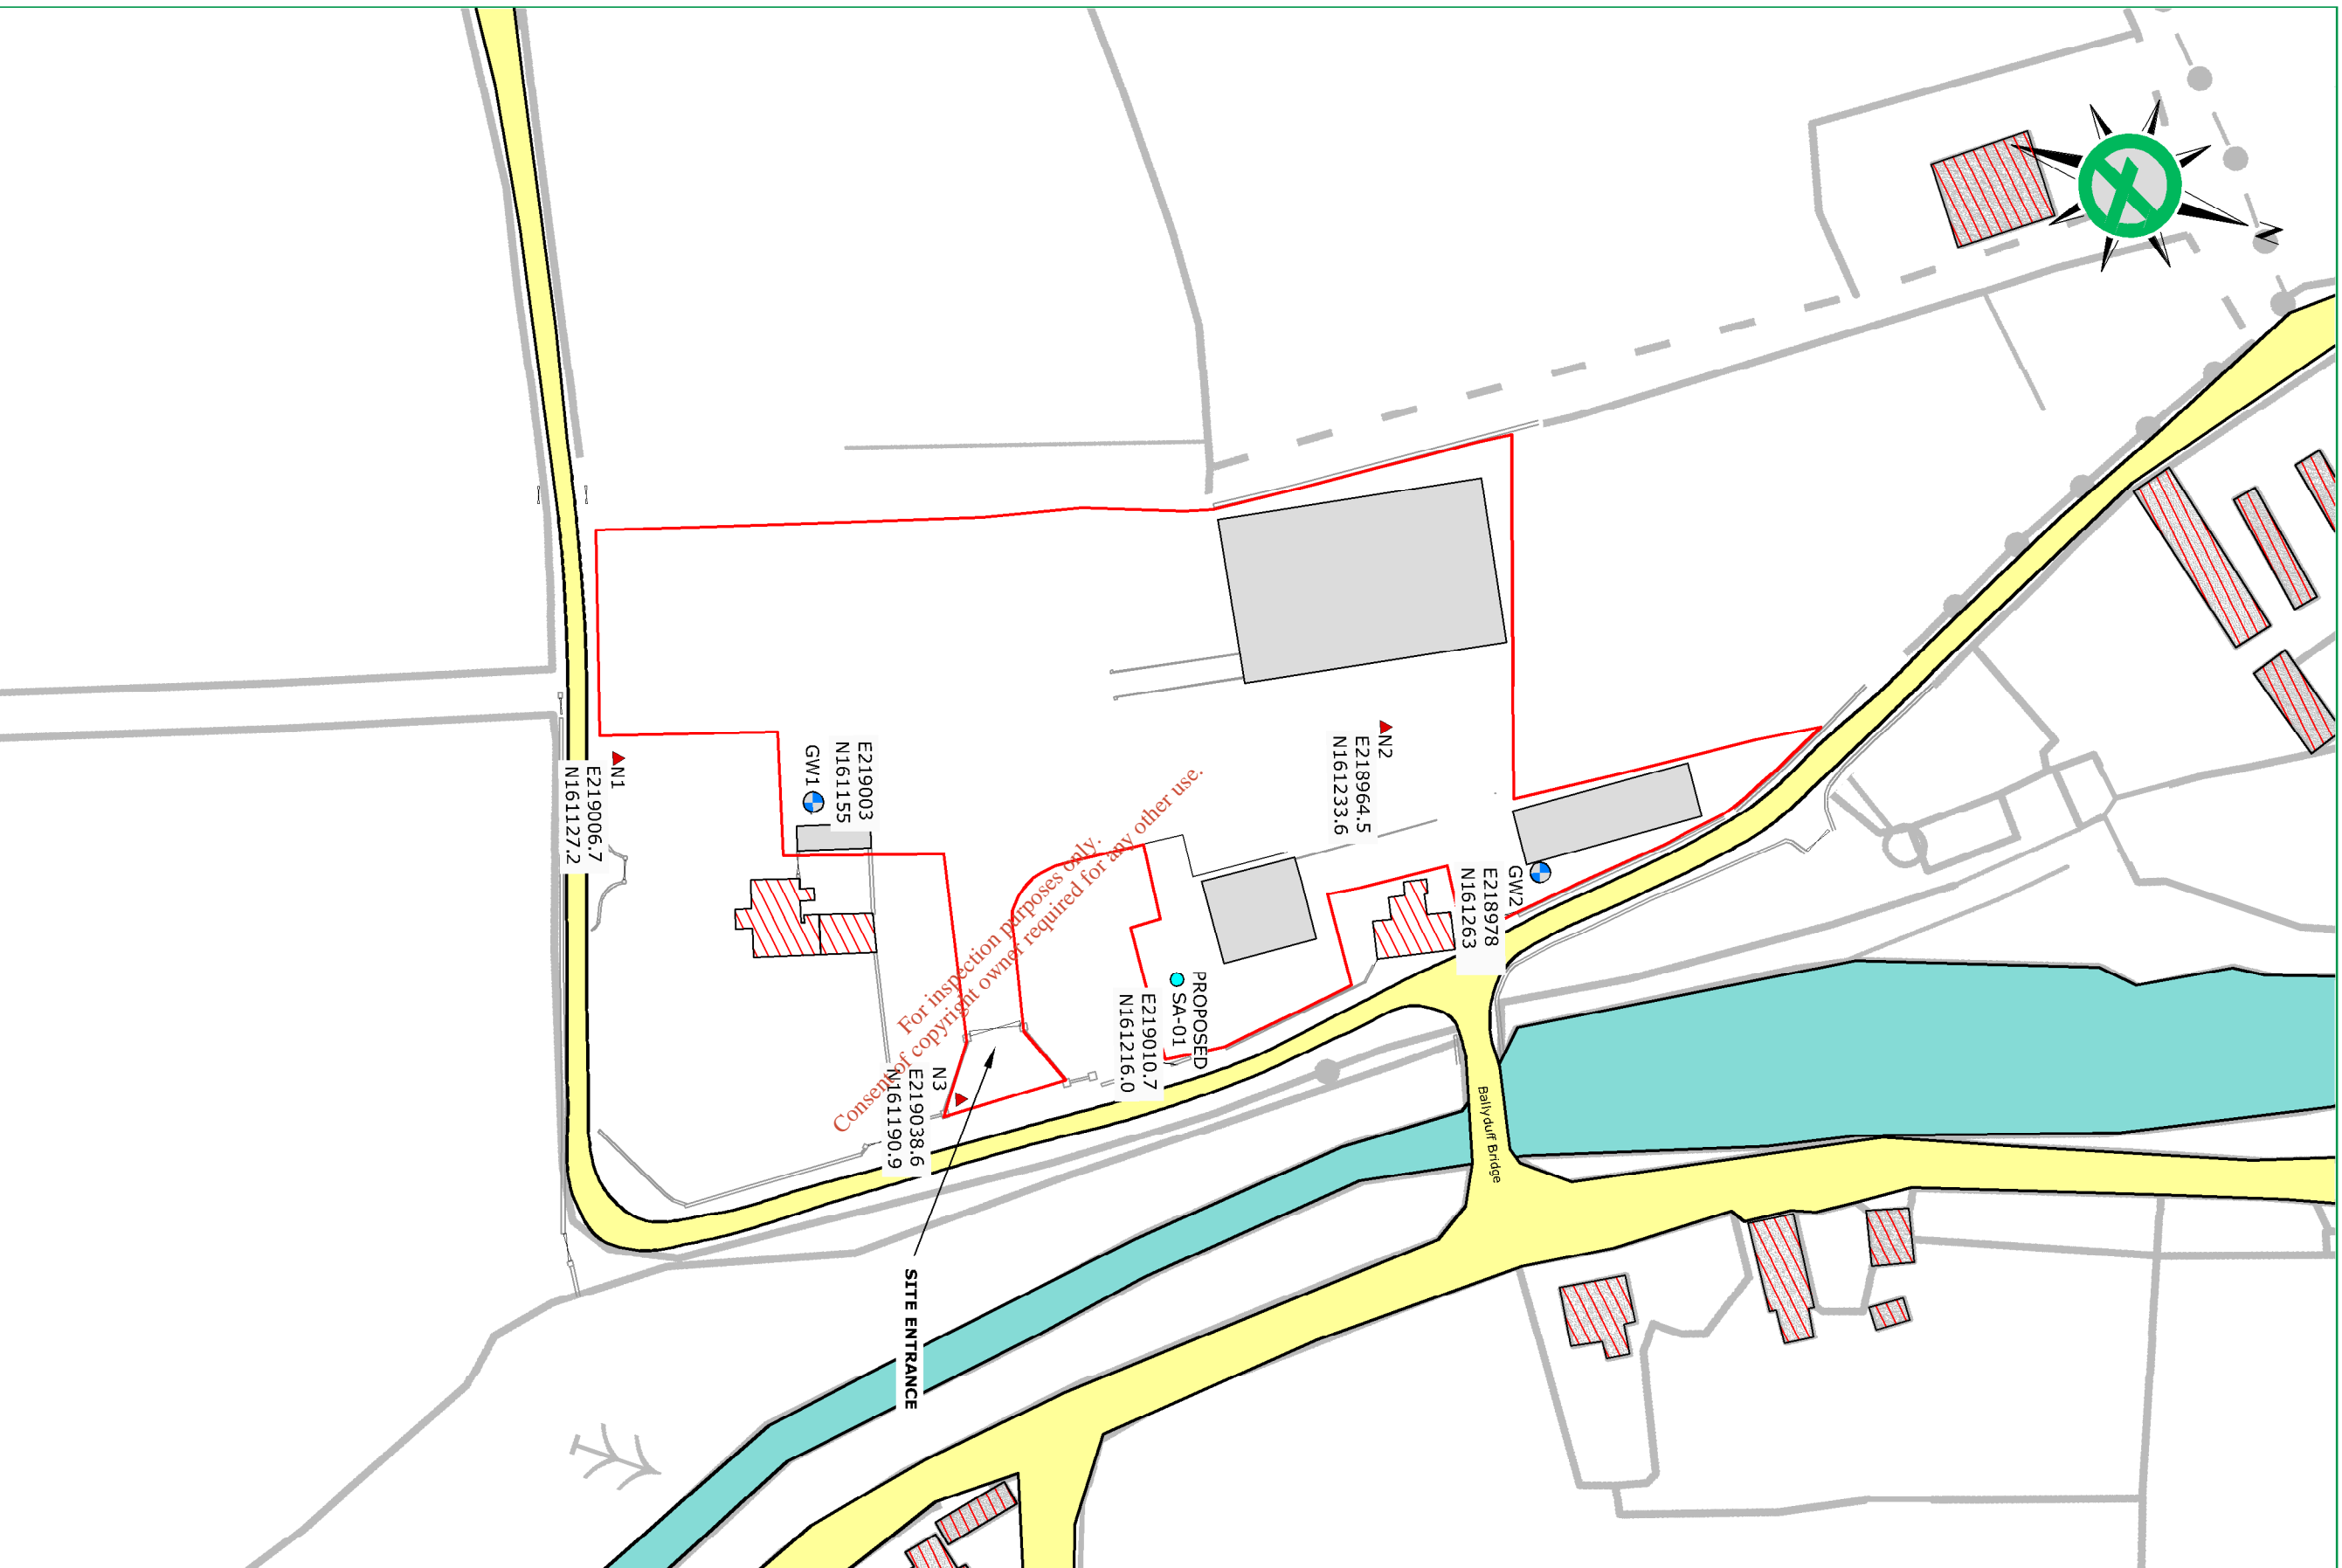 N
N2
E218964.5
N161233.6
E219003
N161155
GW1
N1
E219006.7
N161127.2
GW2
E218978
N161263
PROPOSED
SA-01
E219010.7
N161216.0
N3
E219038.6
N161190.9
SITE ENTRANCE
Ballyduff Bridge
For inspection purposes only.
Consent of copyright owner required for any other use.